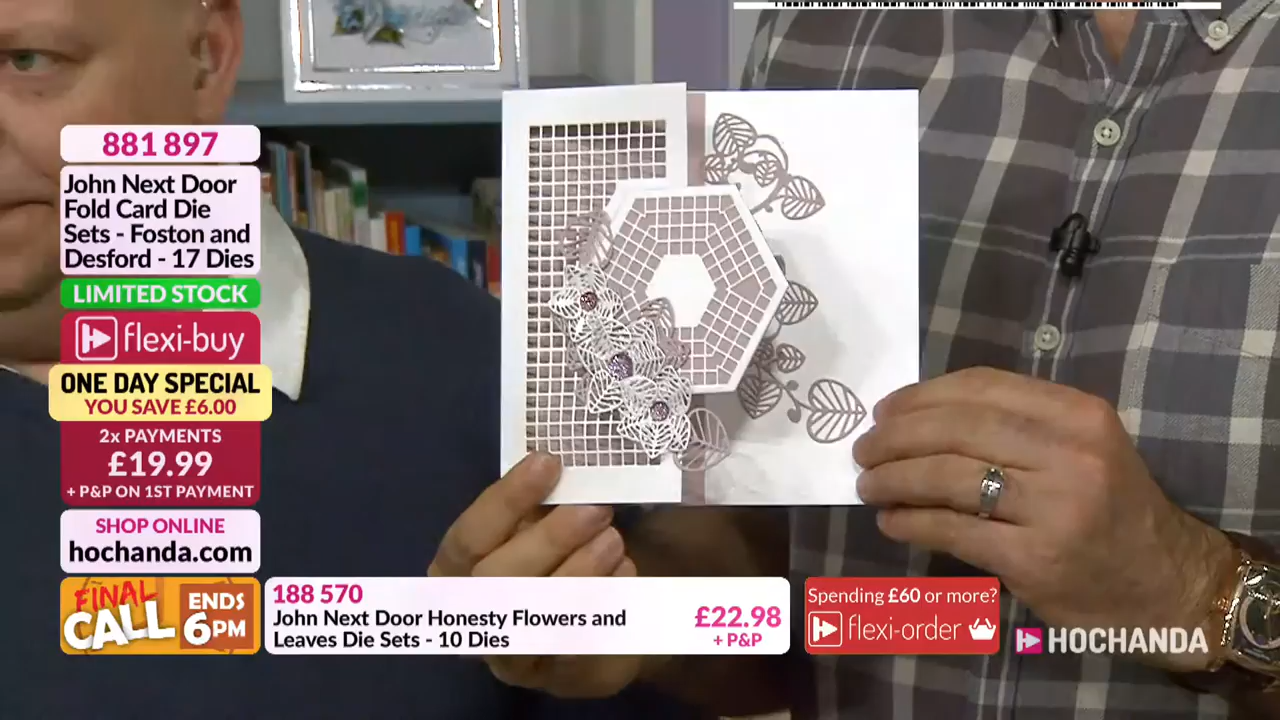 881 897
John Next Door
Fold Card Die
Sets - Foston and
Desford - 17 Dies
LIMITED STOCK
flexi-buy
ONE DAY SPECIAL
YOU SAVE £6.00
2x PAYMENTS
£19.99
+ P&P ON 1ST PAYMENT
SHOP ONLINE
hochanda.com
FINAL
CALL
ENDS
6PM
188 570
John Next Door Honesty Flowers and
Leaves Die Sets - 10 Dies
£22.98
+ P&P
Spending £60 or more?
flexi-order
HOCHANDA